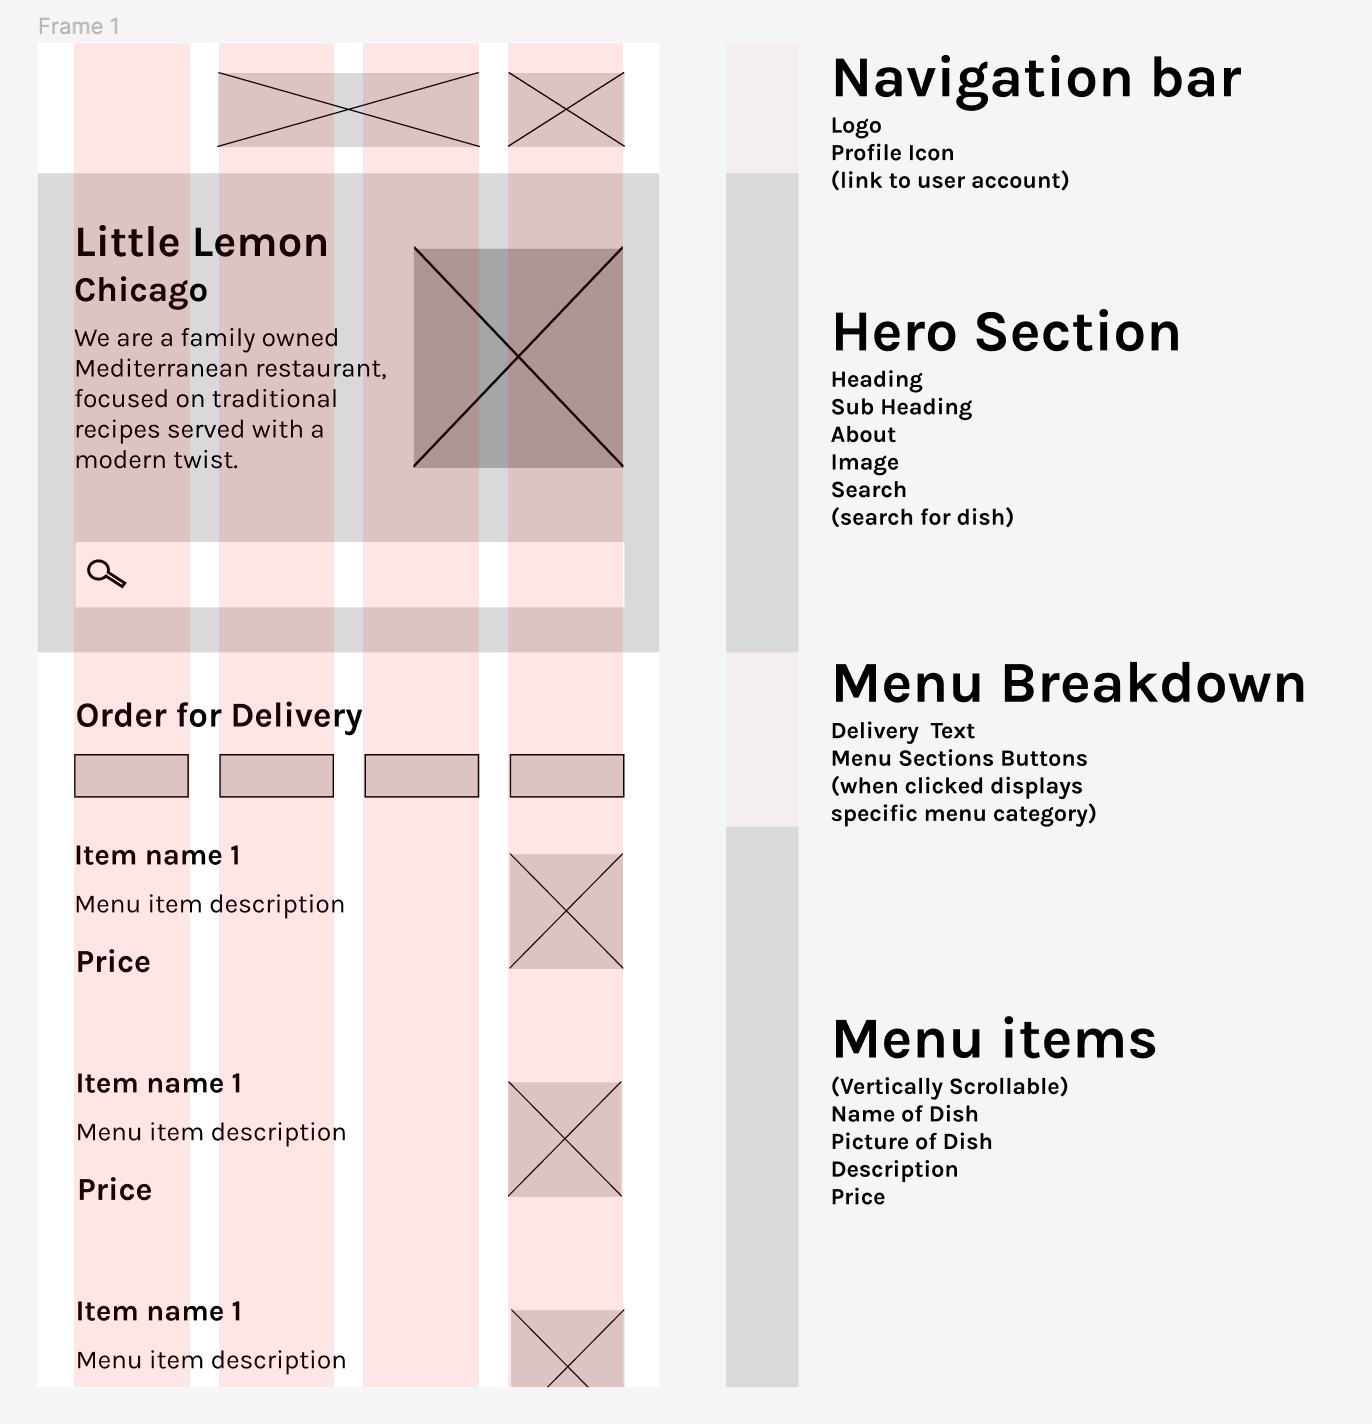 Frame 1
Little Lemon
Chicago
We are a family owned
Mediterranean restaurant,
focused on traditional
recipes served with a
modern twist.
Order for Delivery
Item name 1
Menu item description
Price
Item name 1
Menu item description
Price
Item name 1
Menu item description
Navigation bar
Logo
Profile Icon
(link to user account)
Hero Section
Heading
Sub Heading
About
Image
Search
(search for dish)
Menu Breakdown
Delivery  Text
Menu Sections Buttons
(when clicked displays
specific menu category)
Menu items
(Vertically Scrollable)
Name of Dish
Picture of Dish
Description
Price